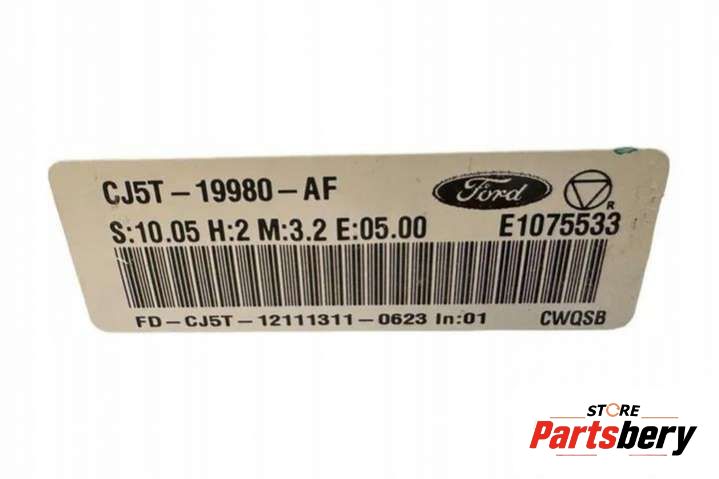 CJ5T-19980-AF
Ford
R
S:10.05 H:2 M:3.2 E:05.00 E1075533
FD-CJ5T-12111311-0623 In:01 CWQSB
STORE
Partsbery